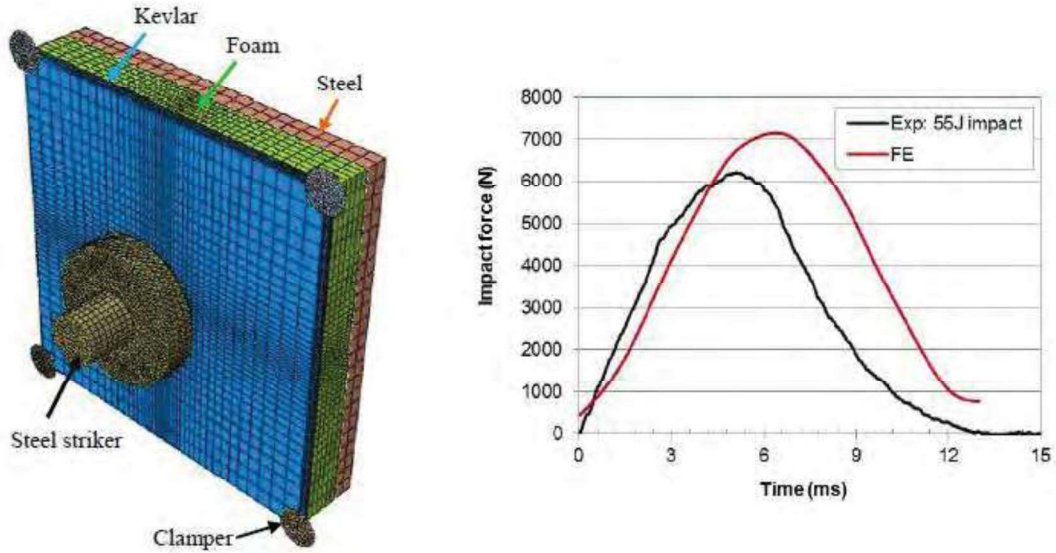 Kevlar
Foam
Steel
Steel striker
Clamper
8000
7000
6000
5000
4000
3000
2000
1000
0
Impact force (N)
Exp: 55J impact
FE
0 3 6 9 12 15
Time (ms)